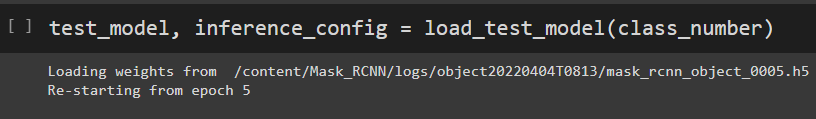 [ ] test_model, inference_config = load_test_model(class_number)
Loading weights from  /content/Mask_RCNN/logs/object20220404T0813/mask_rcnn_object_0005.h5
Re-starting from epoch 5